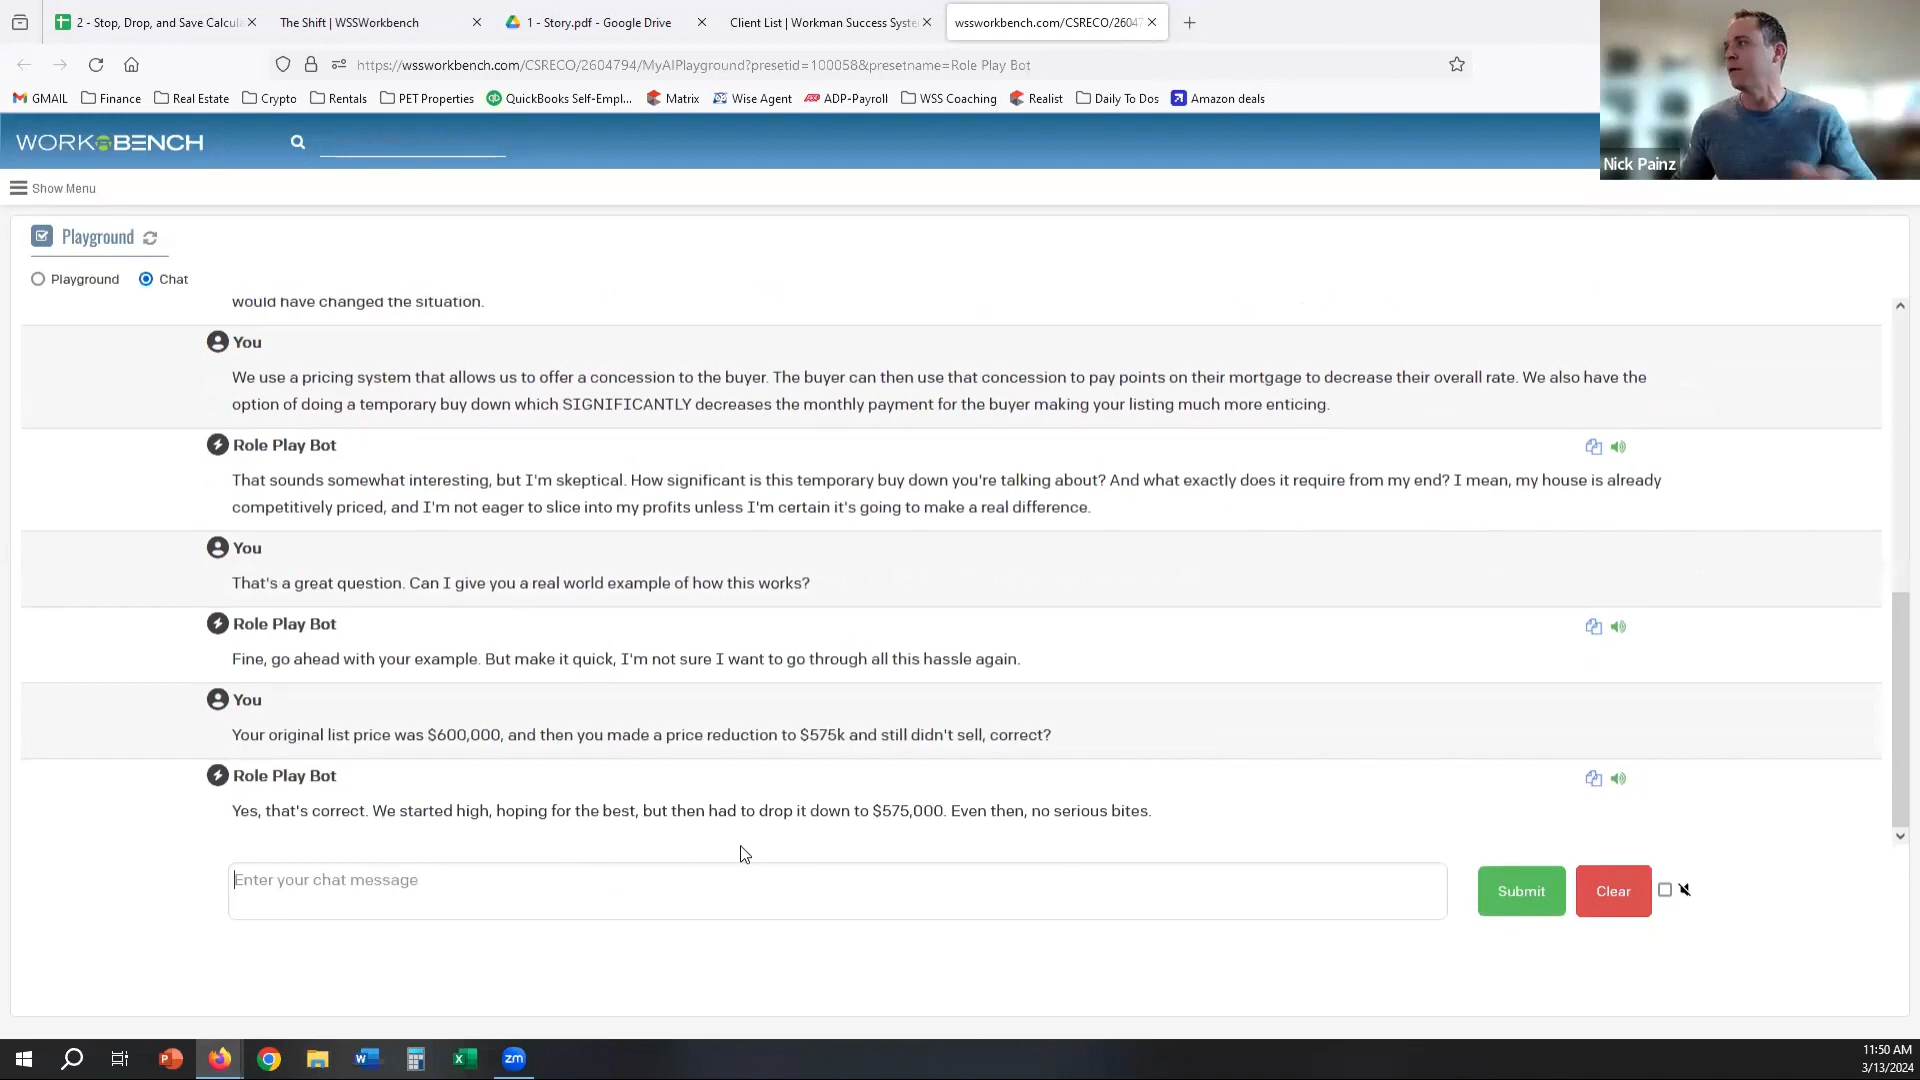 2 - Stop, Drop, and Save Calcula
The Shift | WSSWorkbench
1 - Story.pdf - Google Drive
Client List | Workman Success Syste
wssworkbench.com/CSRECO/26047
https://wssworkbench.com/CSRECO/2604794/MyAIPlayground?presetid=100058&presetname=Role Play Bot
GMAIL
Finance
Real Estate
Crypto
Rentals
PET Properties
QuickBooks Self-Empl...
Matrix
Wise Agent
ADP-Payroll
WSS Coaching
Realist
Daily To Dos
Amazon deals
Nick Painz
WORK BENCH
Show Menu
Playground
Playground
Chat
would have changed the situation.
You
We use a pricing system that allows us to offer a concession to the buyer. The buyer can then use that concession to pay points on their mortgage to decrease their overall rate. We also have the
option of doing a temporary buy down which SIGNIFICANTLY decreases the monthly payment for the buyer making your listing much more enticing.
Role Play Bot
That sounds somewhat interesting, but I'm skeptical. How significant is this temporary buy down you're talking about? And what exactly does it require from my end? I mean, my house is already
competitively priced, and I'm not eager to slice into my profits unless I'm certain it's going to make a real difference.
You
That's a great question. Can I give you a real world example of how this works?
Role Play Bot
Fine, go ahead with your example. But make it quick, I'm not sure I want to go through all this hassle again.
You
Your original list price was $600,000, and then you made a price reduction to $575k and still didn't sell, correct?
Role Play Bot
Yes, that's correct. We started high, hoping for the best, but then had to drop it down to $575,000. Even then, no serious bites.
Enter your chat message
Submit
Clear
zm
11:50 AM
3/13/2024